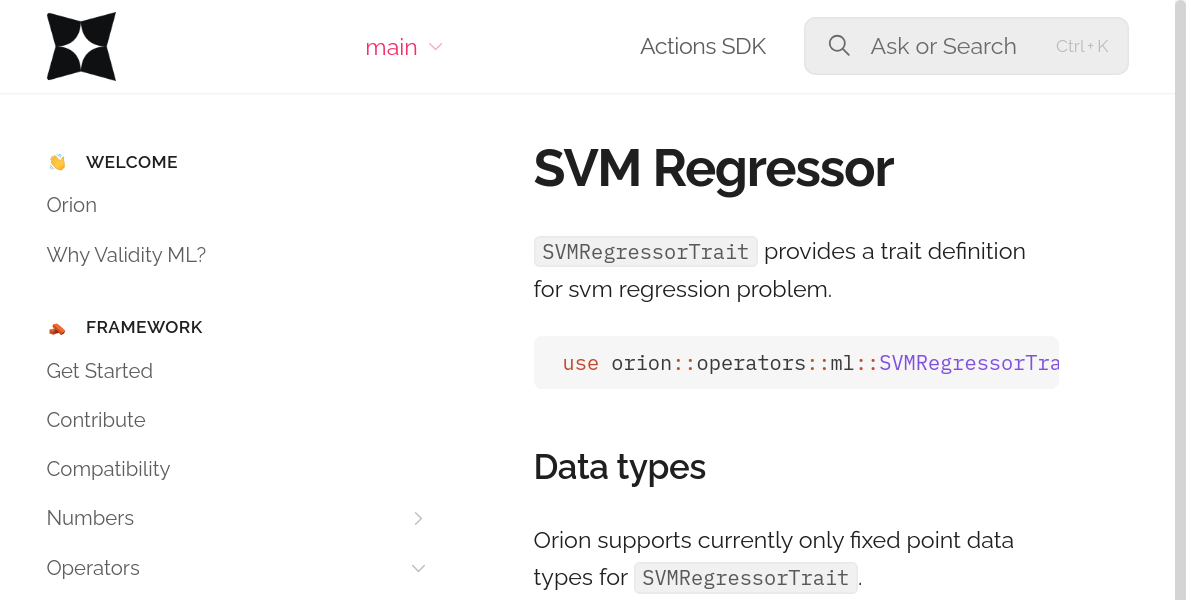 main
Actions SDK
Ask or Search
Ctrl + K
WELCOME
Orion
Why Validity ML?
FRAMEWORK
Get Started
Contribute
Compatibility
Numbers
Operators
SVM Regressor
SVMRegressorTrait provides a trait definition
for svm regression problem.
use orion::operators::ml::SVMRegressorTra
Data types
Orion supports currently only fixed point data
types for SVMRegressorTrait.